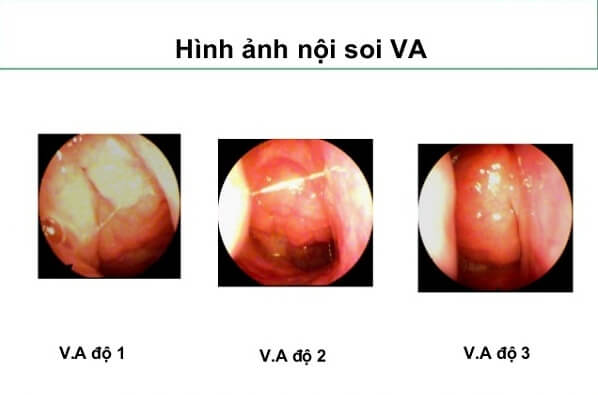 Hình ảnh nội soi VA
V.A độ 1
V.A độ 2
V.A độ 3